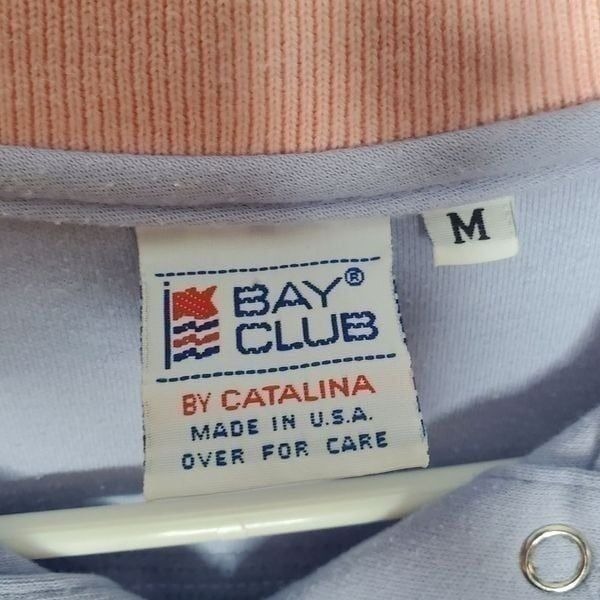 M
BAY®
CLUB
BY CATALINA
MADE IN U.S.A.
OVER FOR CARE